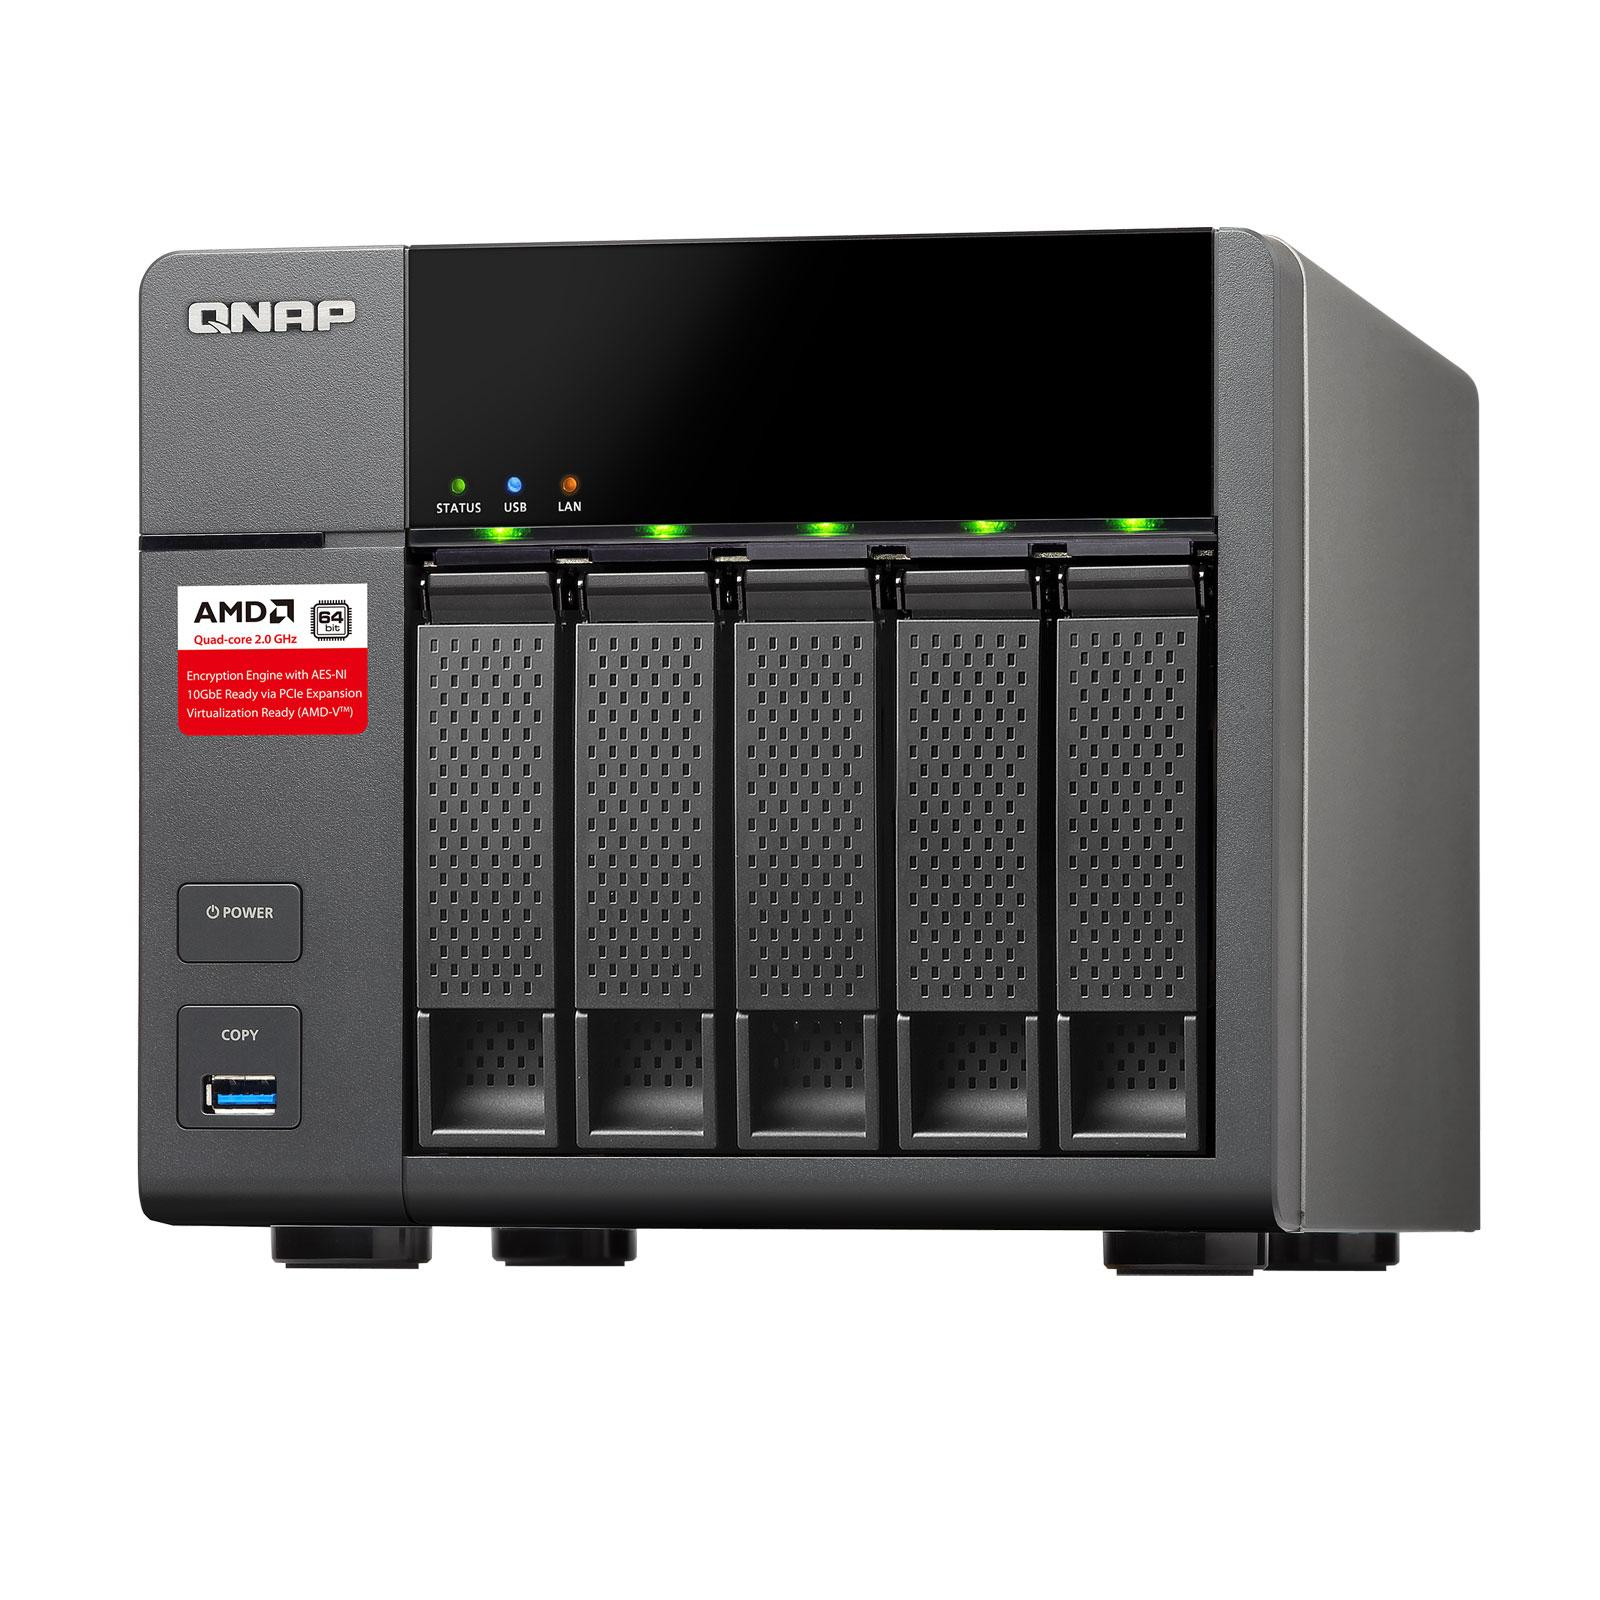 QNAP
STATUS USB LAN
AMD 64
bit
Quad-core 2.0 GHz
Encryption Engine with AES-NI
10GbE Ready via PCIe Expansion
Virtualization Ready (AMD-V™)
POWER
COPY